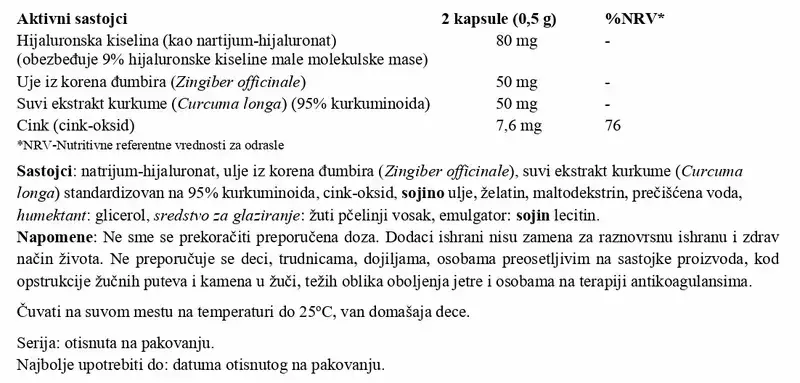 Aktivni sastojci 2 kapsule (0,5 g) %NRV*
Hijaluronska kiselina (kao nartijum-hijaluronat) 80 mg -
(obezbeđuje 9% hijaluronske kiseline male molekulske mase)
Uje iz korena đumbira (Zingiber officinale) 50 mg -
Suvi ekstrakt kurkume (Curcuma longa) (95% kurkuminoida) 50 mg -
Cink (cink-oksid) 7,6 mg 76
*NRV-Nutritivne referentne vrednosti za odrasle
Sastojci: natrijum-hijaluronat, ulje iz korena đumbira (Zingiber officinale), suvi ekstrakt kurkume (Curcuma
longa) standardizovan na 95% kurkuminoida, cink-oksid, sojino ulje, želatin, maltodekstrin, prečišćena voda,
humektant: glicerol, sredstvo za glaziranje: žuti pčelinji vosak, emulgator: sojin lecitin.
Napomene: Ne sme se prekoračiti preporučena doza. Dodaci ishrani nisu zamena za raznovrsnu ishranu i zdrav
način života. Ne preporučuje se deci, trudnicama, dojiljama, osobama preosetljivim na sastojke proizvoda, kod
opstrukcije žučnih puteva i kamena u žuči, težih oblika oboljenja jetre i osobama na terapiji antikoagulansima.
Čuvati na suvom mestu na temperaturi do 25°C, van domašaja dece.
Serija: otisnuta na pakovanju.
Najbolje upotrebiti do: datuma otisnutog na pakovanju.